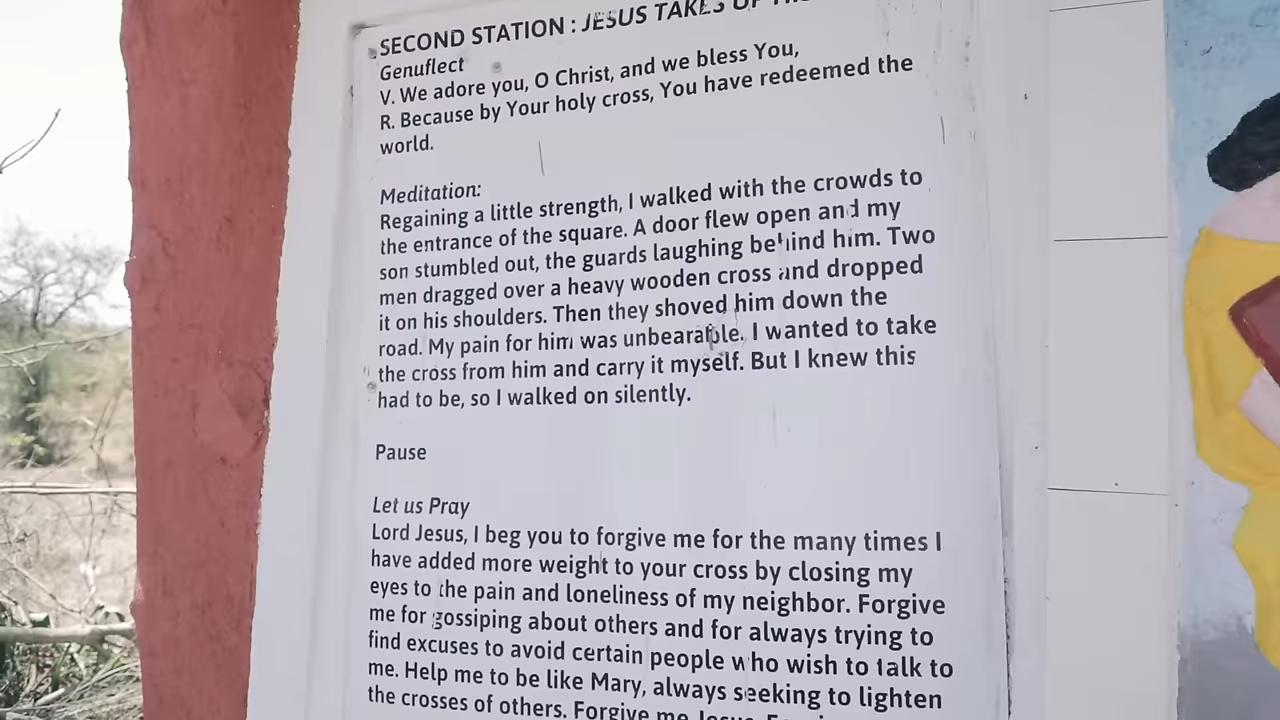 SECOND STATION : JESUS TAKES UP
Genuflect
V. We adore you, O Christ, and we bless You,
R. Because by Your holy cross, You have redeemed the
world.
Meditation:
Regaining a little strength, I walked with the crowds to
the entrance of the square. A door flew open and my
son stumbled out, the guards laughing behind him. Two
men dragged over a heavy wooden cross and dropped
it on his shoulders. Then they shoved him down the
road. My pain for him was unbearable. I wanted to take
the cross from him and carry it myself. But I knew this
had to be, so I walked on silently.
Pause
Let us Pray
Lord Jesus, I beg you to forgive me for the many times I
have added more weight to your cross by closing my
eyes to the pain and loneliness of my neighbor. Forgive
me for gossiping about others and for always trying to
find excuses to avoid certain people who wish to talk to
me. Help me to be like Mary, always seeking to lighten
the crosses of others. Forgive me Jesus.